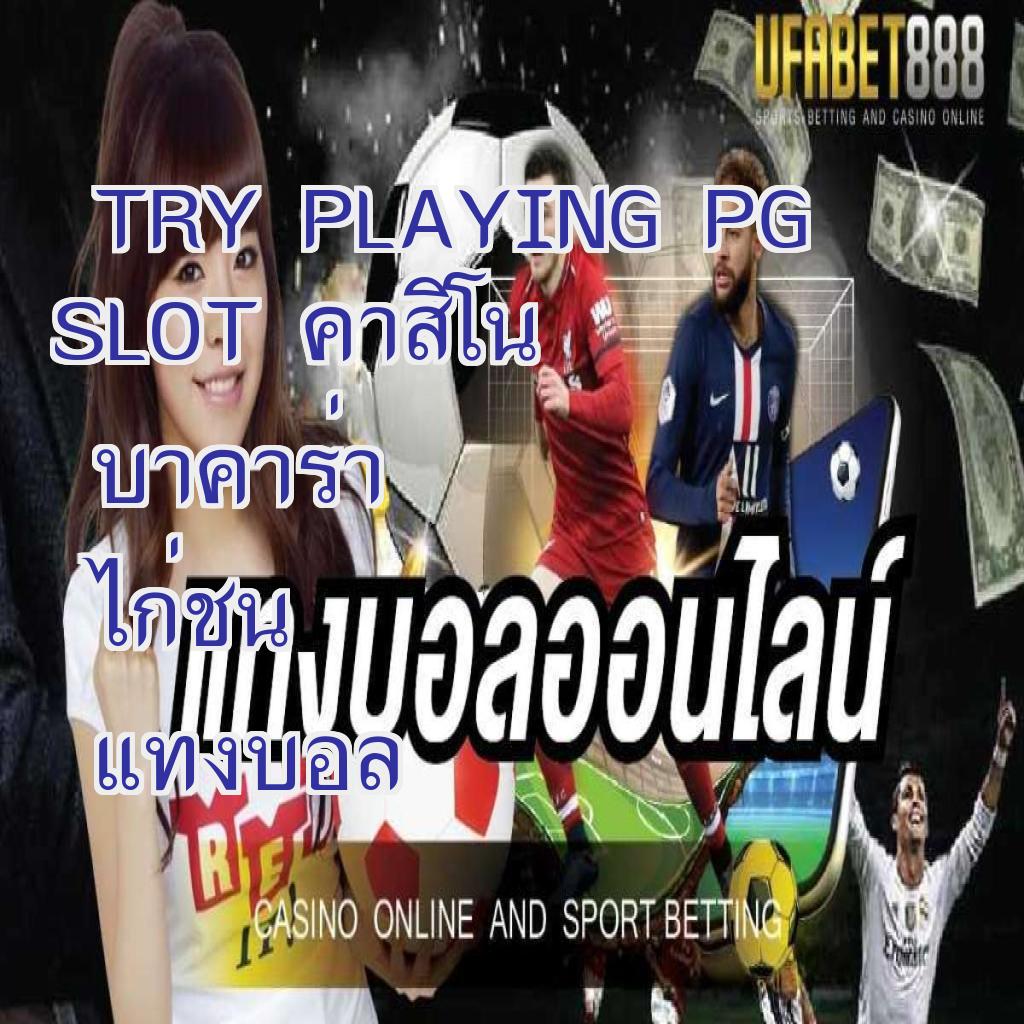 UFABET888
SPORTS BETTING AND CASINO ONLINE
TRY PLAYING PG
SLOT คาสิโน
บาคาร่า
ไก่ชน
แทงบอลออนไลน์
แทงบอล
CASINO ONLINE AND SPORT BETTING